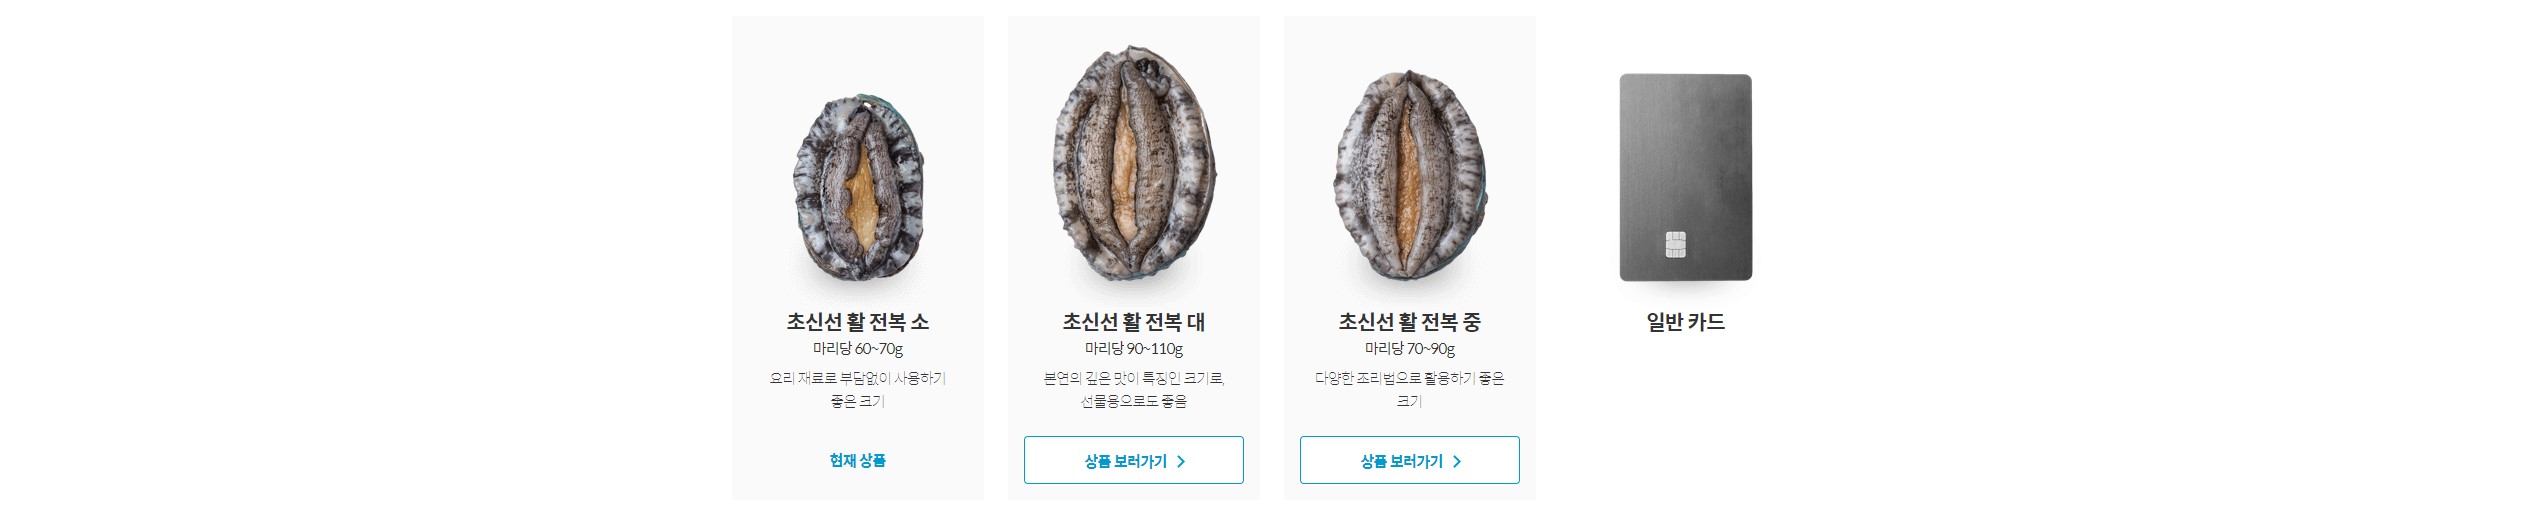 초신선 활 전복 소
마리당 60~70g
요리 재료로 부담없이 사용하기
좋은 크기
현재 상품
초신선 활 전복 대
마리당 90~110g
본연의 깊은 맛이 특징인 크기로,
선물용으로도 좋음
상품 보러가기
초신선 활 전복 중
마리당 70~90g
다양한 조리법으로 활용하기 좋은
크기
상품 보러가기
일반 카드